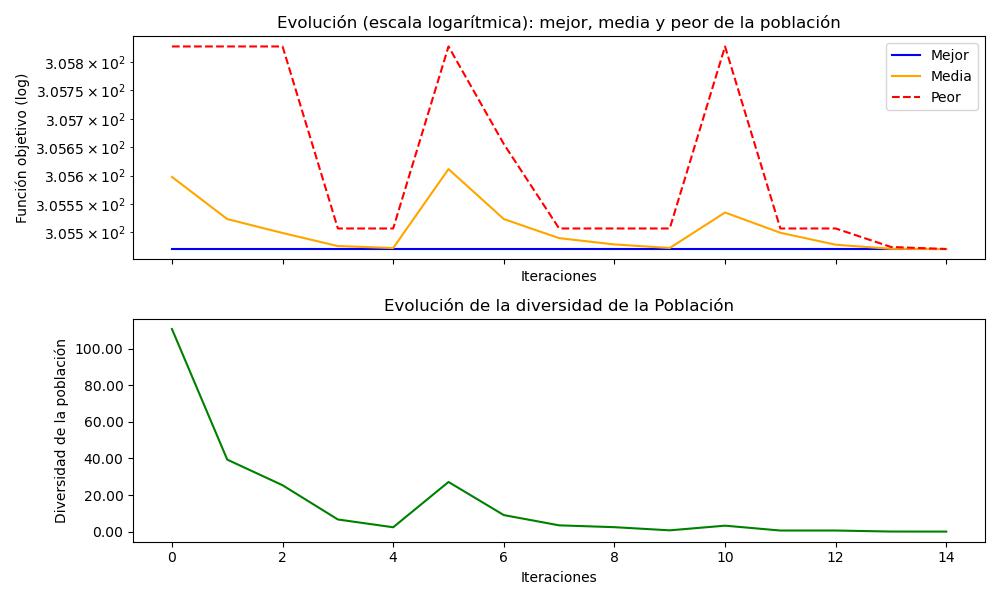 Evolución (escala logarítmica): mejor, media y peor de la población
Función objetivo (log)
3.058 × 10²
3.0575 × 10²
3.057 × 10²
3.0565 × 10²
3.056 × 10²
3.0555 × 10²
3.055 × 10²
Mejor
Media
Peor
Iteraciones
Evolución de la diversidad de la Población
Diversidad de la población
100.00
80.00
60.00
40.00
20.00
0.00
0 2 4 6 8 10 12 14
Iteraciones